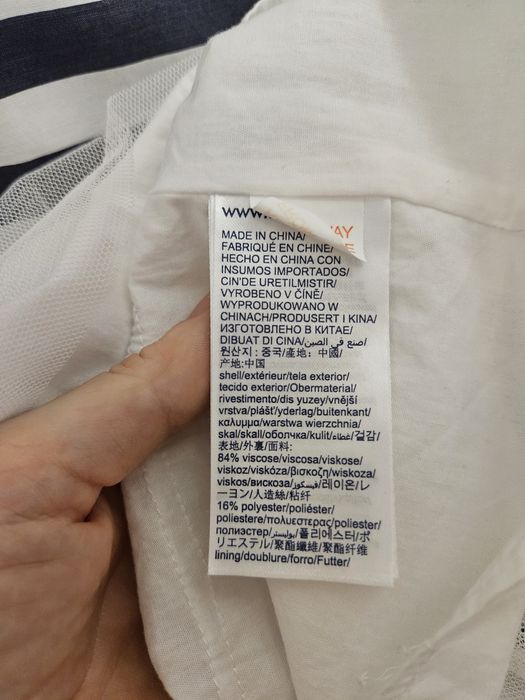 www.
AY
MADE IN CHINA/
FABRIQUÉ EN CHINE/
HECHO EN CHINA CON
INSUMOS IMPORTADOS/
ÇIN'DE URETILMISTIR/
VYROBENO V ČÍNĚ/
WYPRODUKOWANO W
CHINACH/PRODUSERT I KINA/
ИЗГОТОВЛЕНО В КИТАЕ/
DIBUAT DI CINA/صنع في الصين/
원산지 : 중국/產地：中國/
产地:中国
shell/extérieur/tela exterior/
tecido exterior/Obermaterial/
rivestimento/dis yuzey/vnější
vrstva/plášť/yderlag/buitenkant/
καλυμμα/warstwa wierzchnia/
skal/skall/оболчка/kulit/غطاء/겉감/
表地/外裏/面料:
84% viscose/viscosa/viskose/
viskoz/viskóza/βισκοζη/wiskoza/
viskos/вискоза/فيسكوز/레이온/レ
ーヨン/人造絲/粘纤
16% polyester/poliéster/
poliestere/πολυεστερας/poliester/
полиэстер/بوليستر/폴리에스터/ポ
リエステル/聚酯纖維/聚酯纤维
lining/doublure/forro/Futter/